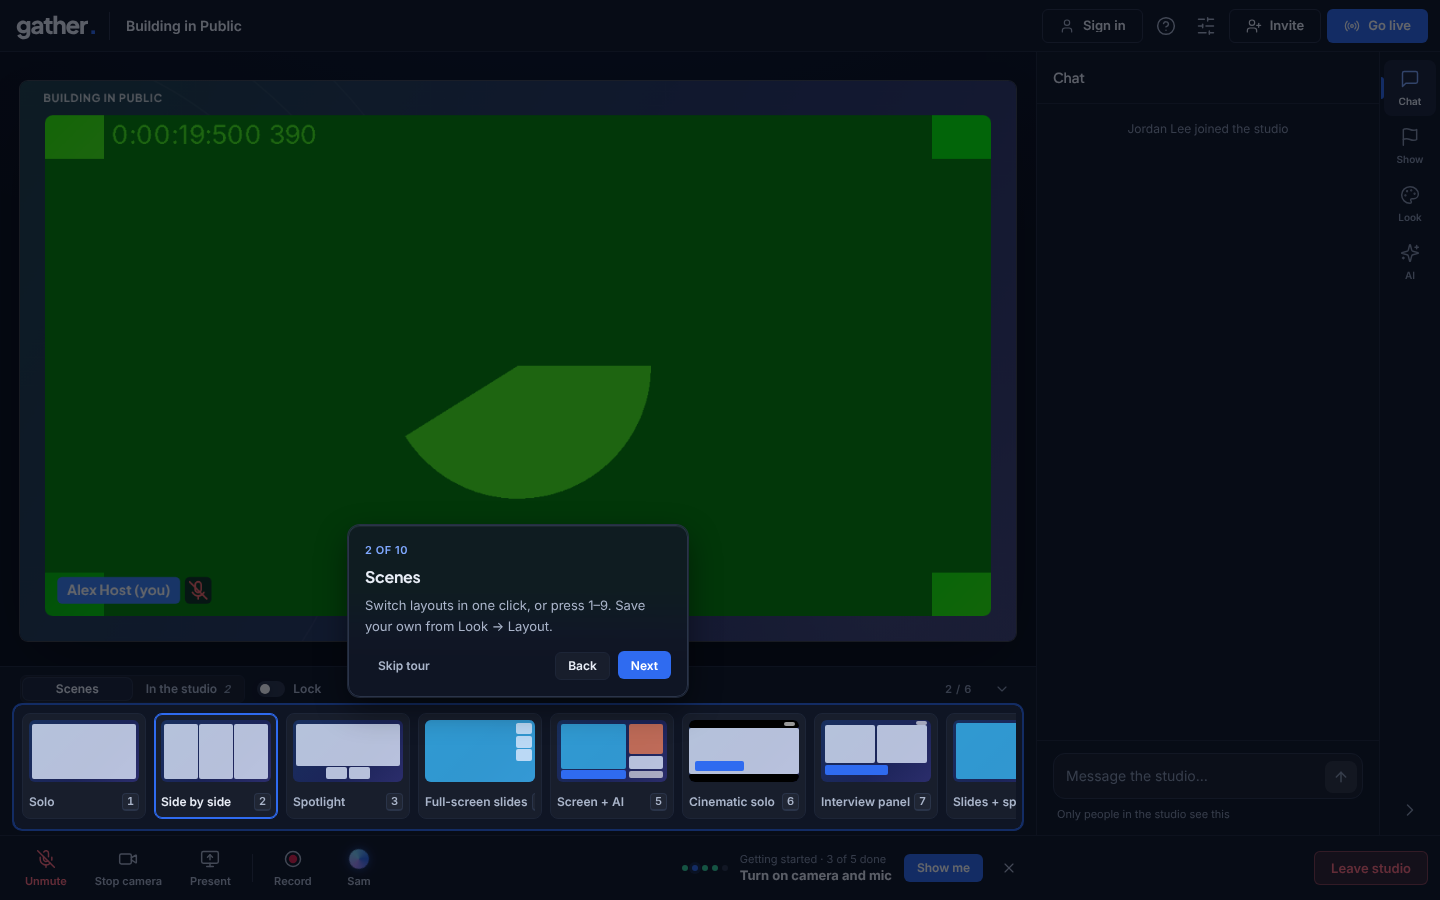 gather.
Building in Public
Sign in
Invite
Go live
BUILDING IN PUBLIC
0:00:19:500 390
Alex Host (you)
Chat
Jordan Lee joined the studio
Chat
Show
Look
AI
2 OF 10
Scenes
Switch layouts in one click, or press 1–9. Save
your own from Look → Layout.
Skip tour
Back
Next
Scenes
In the studio 2
Lock
2 / 6
Solo 1
Side by side 2
Spotlight 3
Full-screen slides
Screen + AI 5
Cinematic solo 6
Interview panel 7
Slides + sp
Message the studio...
Only people in the studio see this
Unmute
Stop camera
Present
Record
Sam
Getting started · 3 of 5 done
Turn on camera and mic
Show me
Leave studio